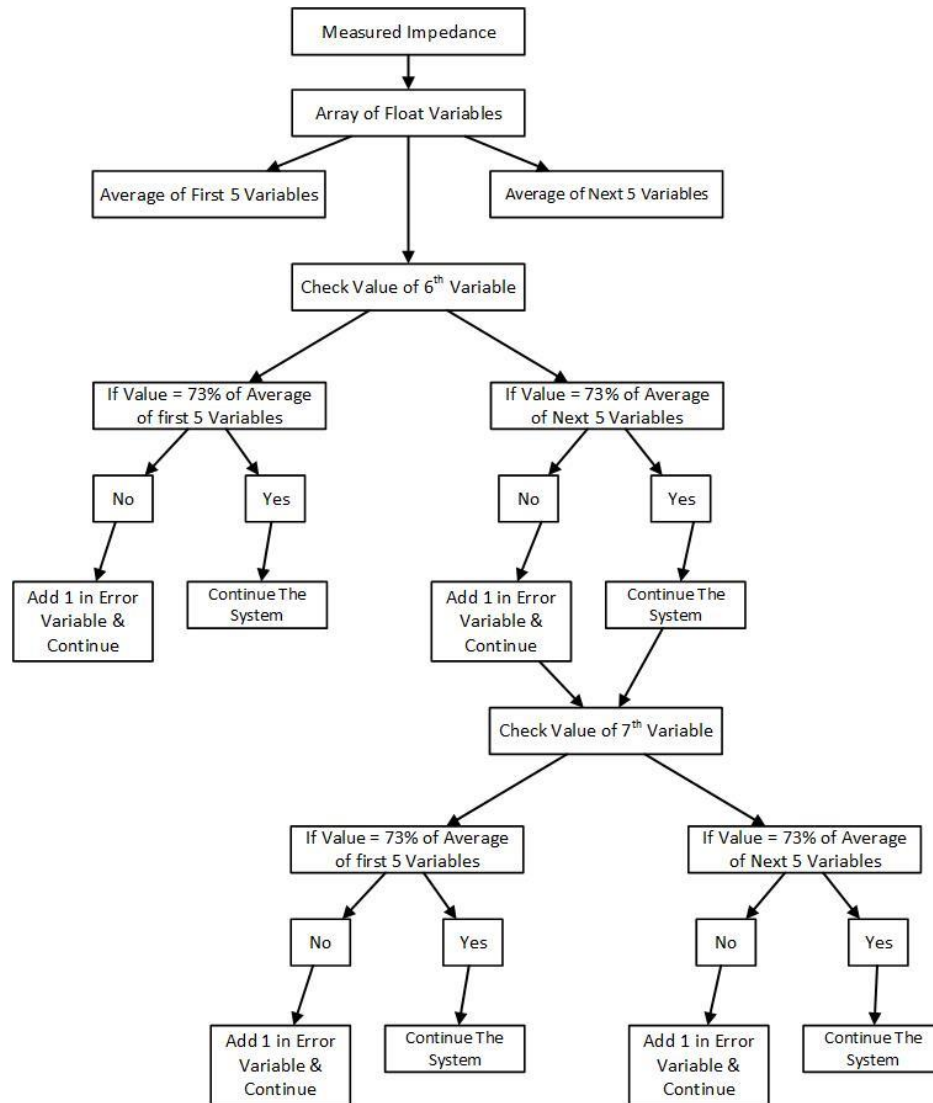 Measured Impedance
Array of Float Variables
Average of First 5 Variables
Average of Next 5 Variables
Check Value of 6th Variable
If Value = 73% of Average
of first 5 Variables
If Value = 73% of Average
of Next 5 Variables
No
Yes
No
Yes
Add 1 in Error
Variable &
Continue
Continue The
System
Add 1 in Error
Variable &
Continue
Continue The
System
Check Value of 7th Variable
If Value = 73% of Average
of first 5 Variables
If Value = 73% of Average
of Next 5 Variables
No
Yes
No
Yes
Add 1 in Error
Variable &
Continue
Continue The
System
Add 1 in Error
Variable &
Continue
Continue The
System